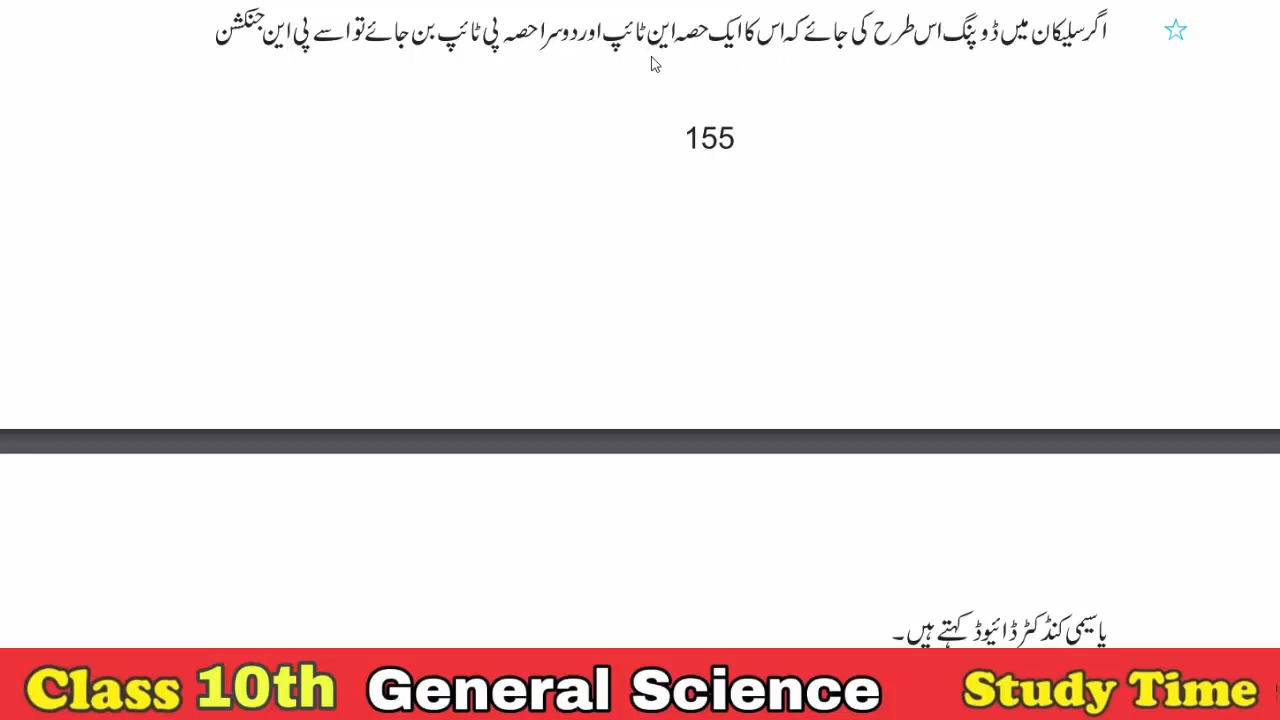 اگر سلیکان میں ڈوپنگ اس طرح کی جائے کہ اس کا ایک حصہ این ٹائپ اور دوسرا حصہ پی ٹائپ بن جائے تو اسے پی این جنکشن
155
یا سیمی کنڈکٹر ڈائیوڈ کہتے ہیں۔
Class 10th General Science Study Time